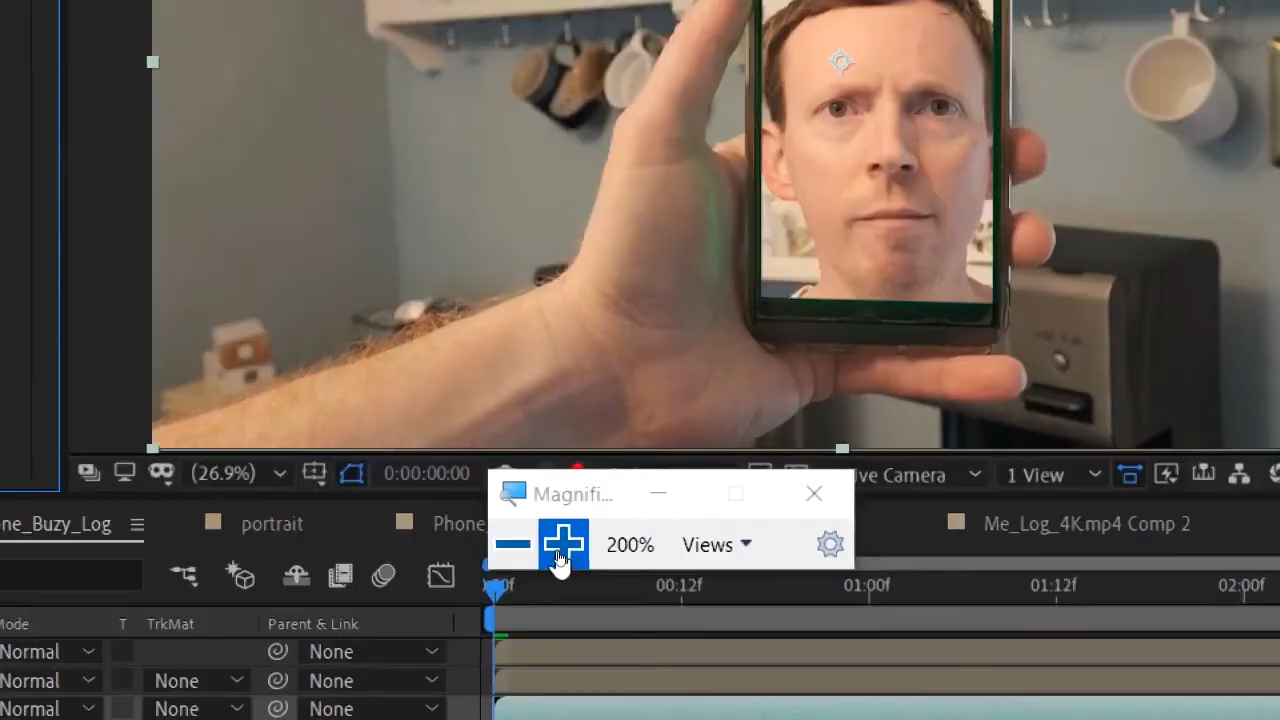 (26.9%)
0:00:00:00
ive Camera
1 View
Magnifi...
200%
Views
ne_Buzy_Log
portrait
Phone
Me_Log_4K.mp4 Comp 2
00f
00:12f
01:00f
01:12f
02:00f
Mode
T
TrkMat
Parent & Link
Normal
None
Normal
None
None
Normal
None
None